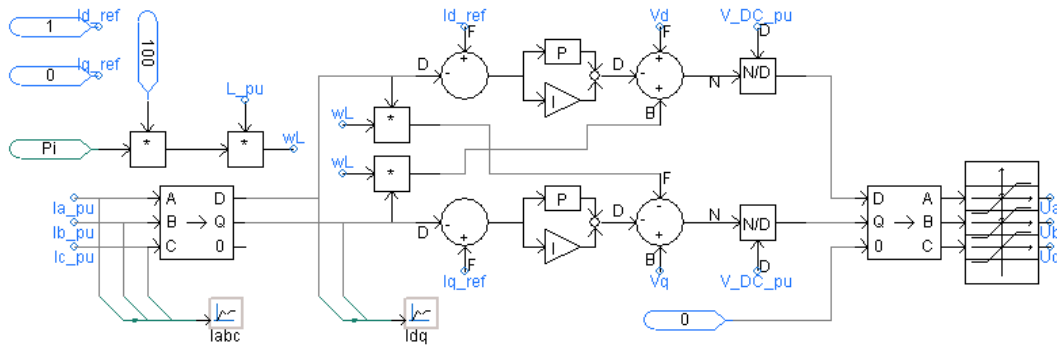 1 Id_ref
0 Iq_ref
100
L_pu
Pi * * wL
Id_ref Vd V_DC_pu
F F D
D - + P I D - + + B N N/D
wL *
wL *
Ia_pu A D
Ib_pu B Q
Ic_pu C 0
D - + F P I D - - + F B N N/D D
Iq_ref Vq V_DC_pu
0
D A Ua
Q B Ub
0 C Uc
Iabc
Idq